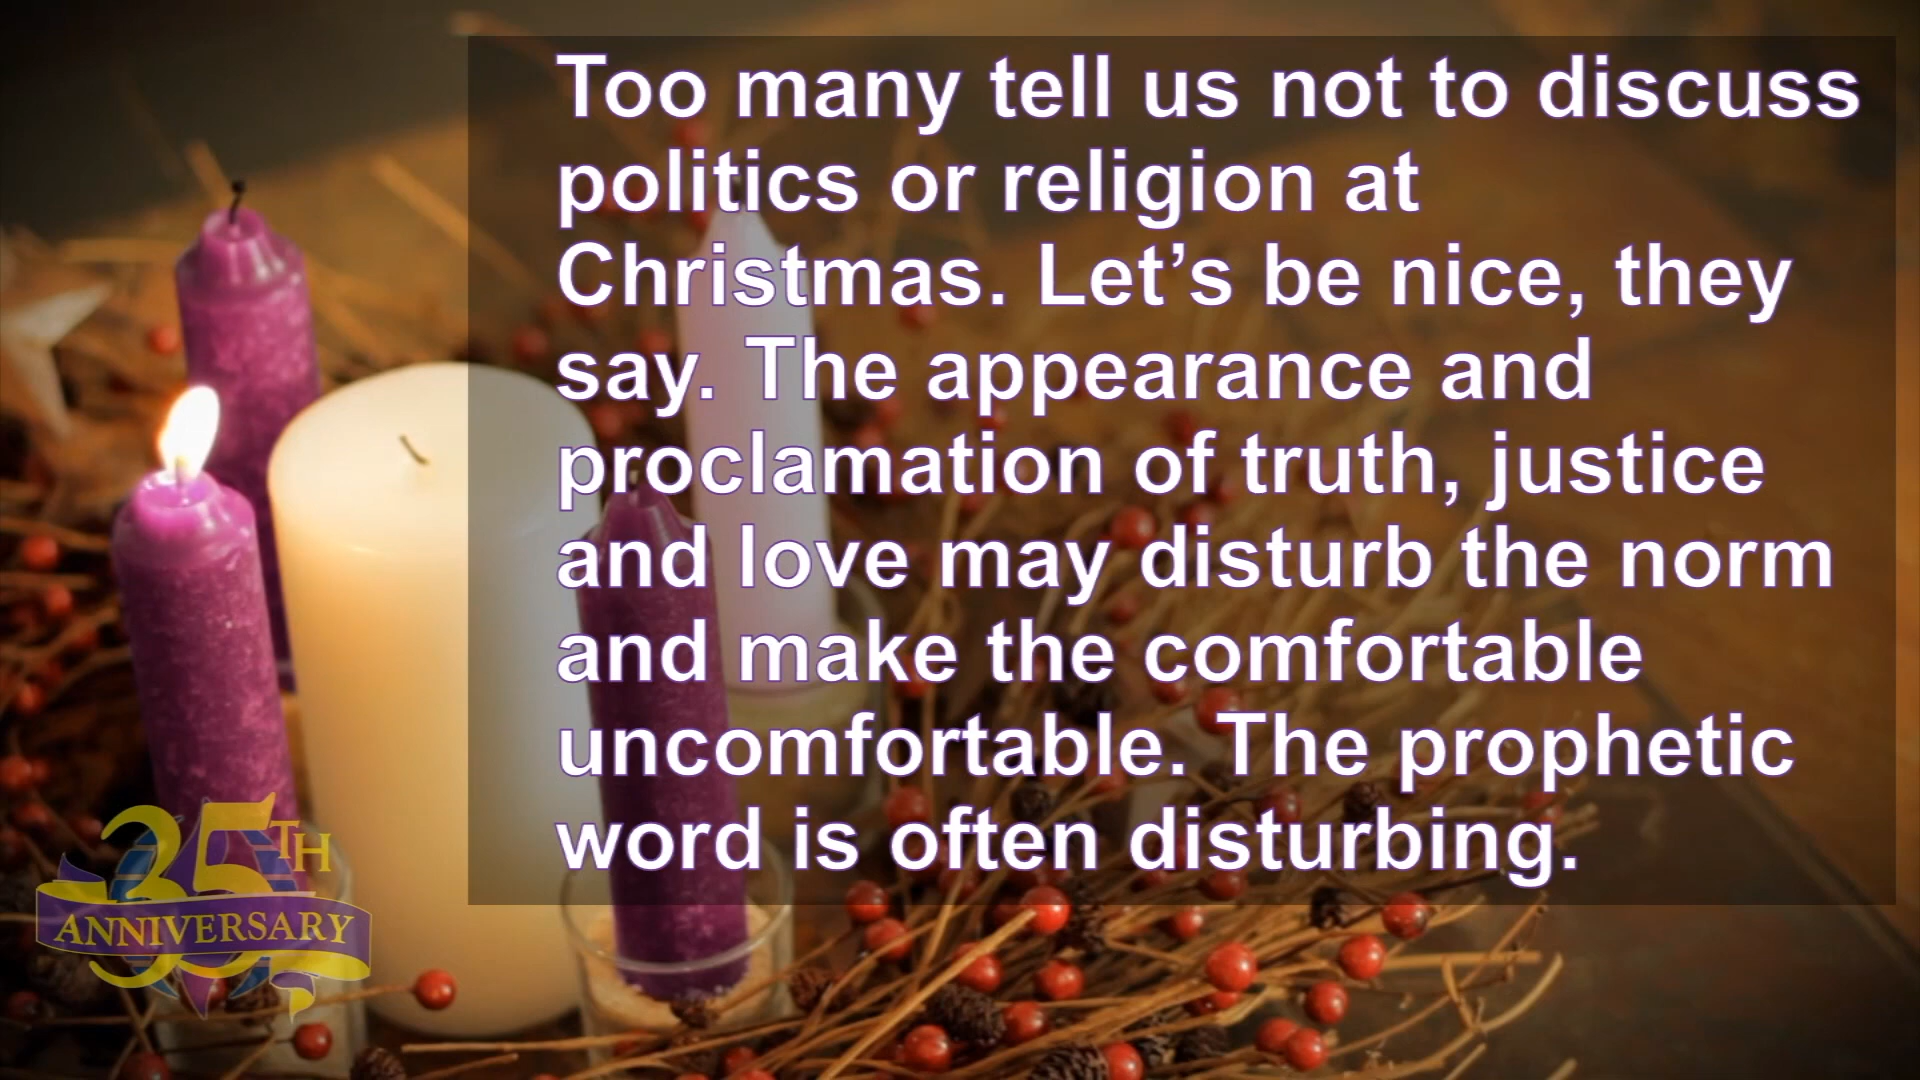 Too many tell us not to discuss
politics or religion at
Christmas. Let’s be nice, they
say. The appearance and
proclamation of truth, justice
and love may disturb the norm
and make the comfortable
uncomfortable. The prophetic
word is often disturbing.
35TH
ANNIVERSARY